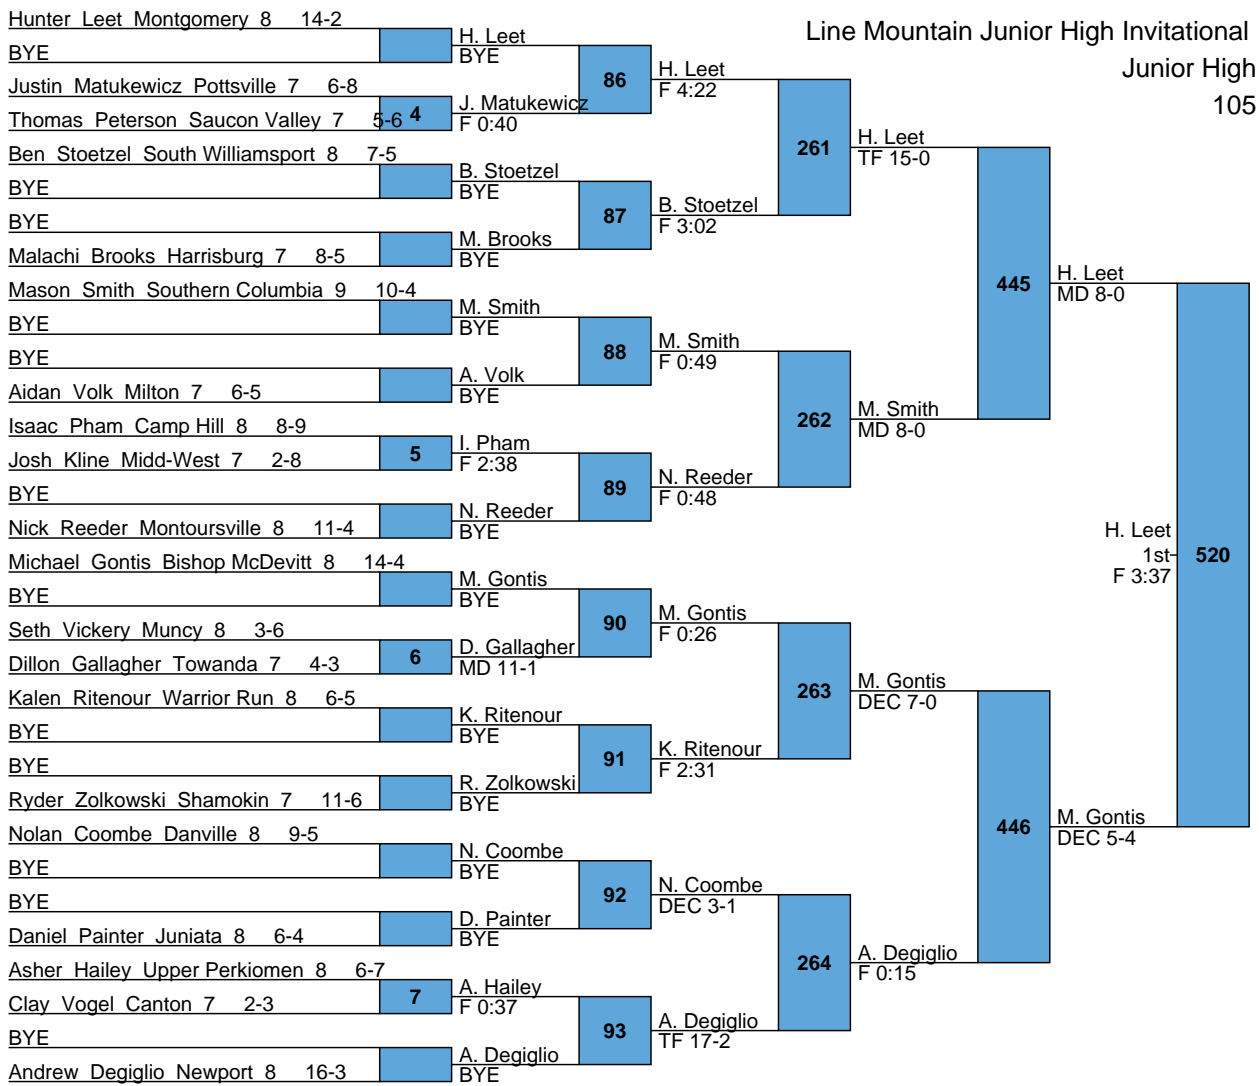 Line Mountain Junior High Invitational
Junior High
105
Hunter Leet Montgomery 8 14-2
BYE
Justin Matukewicz Pottsville 7 6-8
Thomas Peterson Saucon Valley 7 5-6
Ben Stoetzel South Williamsport 8 7-5
BYE
BYE
Malachi Brooks Harrisburg 7 8-5
Mason Smith Southern Columbia 9 10-4
BYE
BYE
Aidan Volk Milton 7 6-5
Isaac Pham Camp Hill 8 8-9
Josh Kline Midd-West 7 2-8
BYE
Nick Reeder Montoursville 8 11-4
Michael Gontis Bishop McDevitt 8 14-4
BYE
Seth Vickery Muncy 8 3-6
Dillon Gallagher Towanda 7 4-3
Kalen Ritenour Warrior Run 8 6-5
BYE
BYE
Ryder Zolkowski Shamokin 7 11-6
Nolan Coombe Danville 8 9-5
BYE
BYE
Daniel Painter Juniata 8 6-4
Asher Hailey Upper Perkiomen 8 6-7
Clay Vogel Canton 7 2-3
BYE
Andrew Degiglio Newport 8 16-3
4
5
6
7
H. Leet
BYE
J. Matukewicz
F 0:40
B. Stoetzel
BYE
M. Brooks
BYE
M. Smith
BYE
A. Volk
BYE
I. Pham
F 2:38
N. Reeder
BYE
M. Gontis
BYE
D. Gallagher
MD 11-1
K. Ritenour
BYE
R. Zolkowski
BYE
N. Coombe
BYE
D. Painter
BYE
A. Hailey
F 0:37
A. Degiglio
BYE
86
87
88
89
90
91
92
93
H. Leet
F 4:22
B. Stoetzel
F 3:02
M. Smith
F 0:49
N. Reeder
F 0:48
M. Gontis
F 0:26
K. Ritenour
F 2:31
N. Coombe
DEC 3-1
A. Degiglio
TF 17-2
261
262
263
264
H. Leet
TF 15-0
M. Smith
MD 8-0
M. Gontis
DEC 7-0
A. Degiglio
F 0:15
445
446
H. Leet
MD 8-0
M. Gontis
DEC 5-4
520
H. Leet
1st
F 3:37